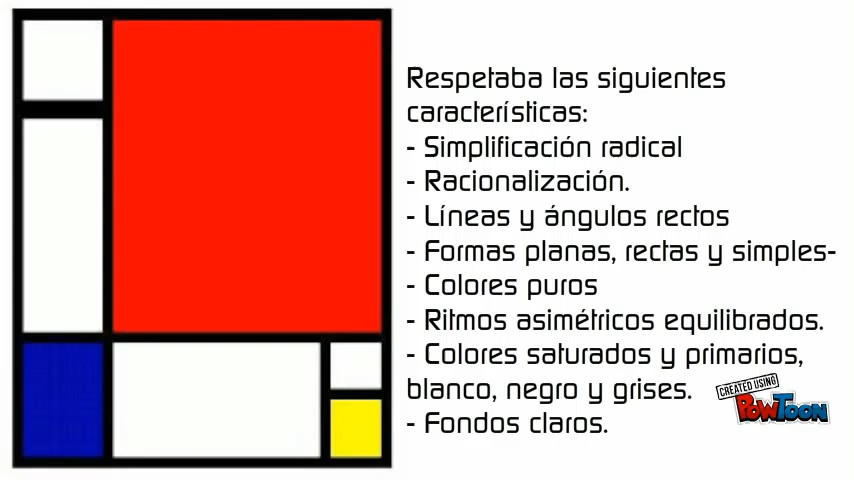 Respetaba las siguientes
características:
- Simplificación radical
- Racionalización.
- Líneas y ángulos rectos
- Formas planas, rectas y simples-
- Colores puros
- Ritmos asimétricos equilibrados.
- Colores saturados y primarios,
blanco, negro y grises.
- Fondos claros.
CREATED USING
POWTOON